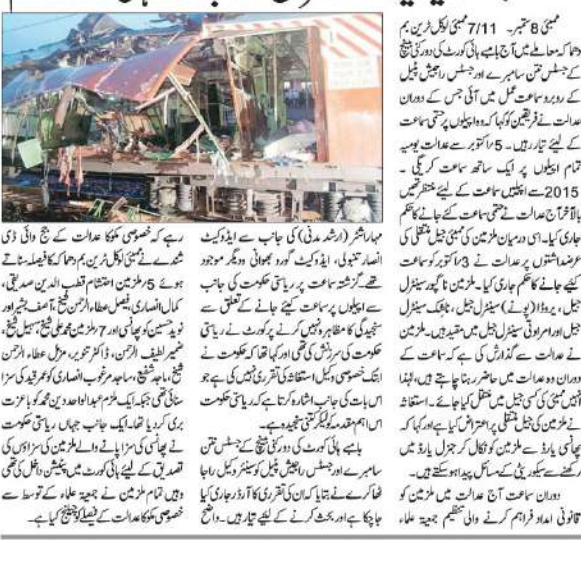 ممبئی 8 ستمبر۔ 7/11 ممبئی لوکل ٹرین بم
دھماکہ معاملے میں آج بامبے ہائی کورٹ کی دو رکنی بینچ
کے جسٹس نتن سامبرے اور جسٹس راجیش پٹیل
کے روبرو سماعت عمل میں آئی جس کے دوران
عدالت نے فریقین کو کہا کہ وہ اپیلوں پر حتمی سماعت
کے لیئے تیار رہیں۔ 5/اکتوبر سے عدالت یومیہ
تمام اپیلوں پر ایک ساتھ سماعت کریگی۔
2015 سے اپیلیں سماعت کے لیئے منتظر تھیں
بالآخر آج عدالت نے حتمی سماعت کئے جانے کا حکم
جاری کیا۔ اسی درمیان ملزمین کی ممبئی جیل منتقلی کی
عرضداشتوں پر عدالت نے 3/اکتوبر کو سماعت
کیئے جانے کا حکم جاری کیا۔ ملزمین ناگپور سینٹرل
جیل، یروڈا (پونے) سینٹرل جیل، ناشک سینٹرل
جیل اور امراوتی سینٹرل جیل میں مقید ہیں۔ ملزمین
نے عدالت سے گذارش کی ہے کہ سماعت کے
دوران وہ عدالت میں حاضر رہنا چاہتے ہیں، لہٰذا
انہیں ممبئی کی کسی جیل میں منتقل کیا جائے۔ استغاثہ
نے ملزمین کی جیل منتقلی پر اعتراض کیا ہے اور کہا کہ
پھانسی یارڈ سے ملزمین کو نکال کر جنرل یارڈ میں
رکھنے سے سیکوریٹی کے مسائل پیدا ہو سکتے ہیں۔
دوران سماعت آج عدالت میں ملزمین کو
قانونی امداد فراہم کرنے والی تنظیم جمعیۃ علماء
مہاراشٹر (ارشد مدنی) کی جانب سے ایڈوکیٹ
انصار تنبولی، ایڈوکیٹ گورو بھوانی و دیگر موجود
تھے۔ گزشتہ سماعت پر ریاستی حکومت کی جانب
سے اپیلوں پر سماعت کیئے جانے کے تعلق سے
سنجیدگی کا مظاہرہ نہیں کرنے پر کورٹ نے ریاستی
حکومت کی سرزنش کی تھی اور کہا تھا کہ حکومت نے
ابتک خصوصی وکیل استغاثہ کی تقرری نہیں کی ہے جو
اس بات کی جانب اشارہ کرتا ہے کہ ریاستی حکومت
اس اہم مقدمہ کو لیکر کتنی سنجیدہ ہے۔
بامبے ہائی کورٹ کی دو رکنی بینچ کے جسٹس نتن
سامبرے اور جسٹس راجیش پٹیل کو سینئر وکیل راجا
ٹھاکرے نے بتایا کہ ان کی تقرری کا آرڈر جاری کیا
جا چکا ہے اور بحث کرنے کے لیئے تیار ہیں۔ واضح
رہے کہ خصوصی مکوکا عدالت کے جج وائی ڈی
شندے نے ممبئی لوکل ٹرین بم دھماکہ کا فیصلہ سناتے
ہوئے 5/ملزمین احتشام قطب الدین صدیقی،
کمال انصاری، فیصل عطاء الرحمن شیخ، آصف بشیر اور
نوید حسین کو پھانسی اور 7/ملزمین محمد علی شیخ، سہیل شیخ،
ضمیر لطیف الرحمن، ڈاکٹر تنویر، مزمل عطاء الرحمن
شیخ، ماجد شفیع، ساجد مرغوب انصاری کو عمر قید کی سزا
سنائی تھی جبکہ ایک ملزم عبدالواحد دین محمد کو باعزت
بری کر دیا تھا۔ ایک جانب جہاں ریاستی حکومت
نے پھانسی کی سزا پانے والے ملزمین کی سزاؤں کی
تصدیق کے لیئے ہائی کورٹ میں پٹیشن داخل کی تھی
وہیں تمام ملزمین نے جمعیۃ علماء کے توسط سے
خصوصی مکوکا عدالت کے فیصلے کو چیلنج کیا ہے۔